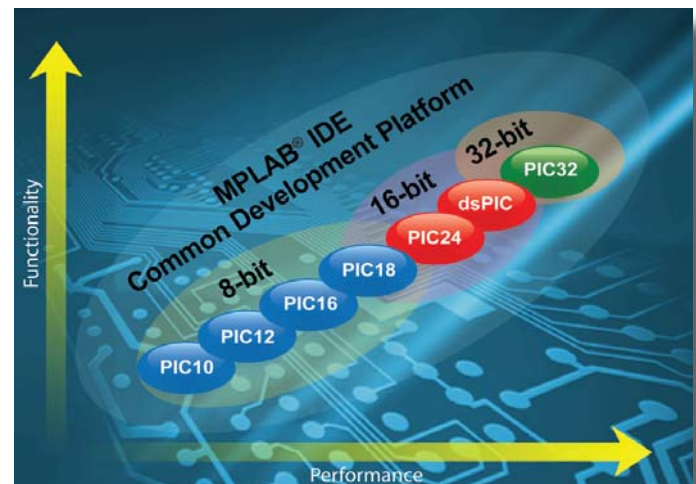 MPLAB® IDE
Common Development Platform
32-bit
PIC32
16-bit
dsPIC
PIC24
8-bit
PIC18
PIC16
PIC12
PIC10
Functionality
Performance